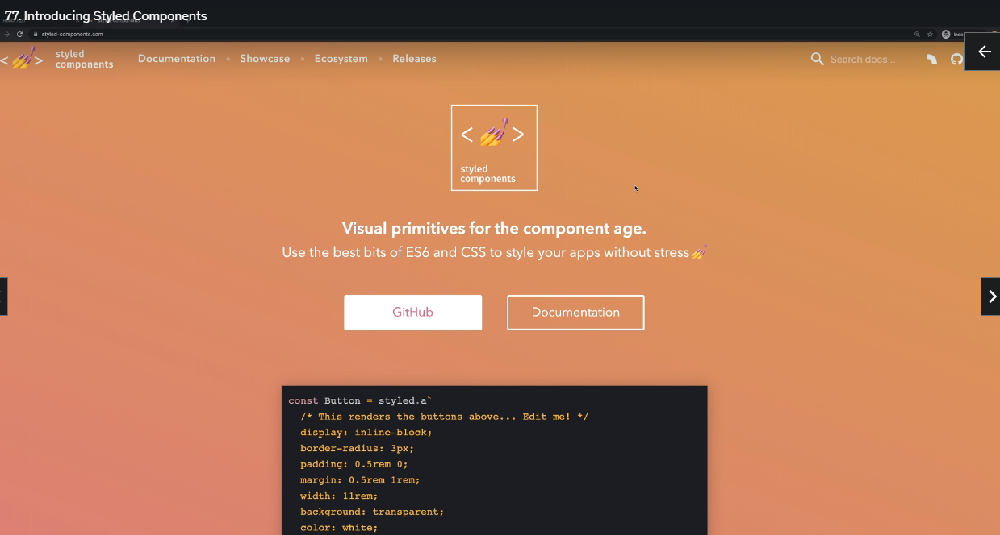 77. Introducing Styled Components
styled-components.com
styled
components
Documentation • Showcase • Ecosystem • Releases
Search docs ...
styled
components
Visual primitives for the component age.
Use the best bits of ES6 and CSS to style your apps without stress 💅
GitHub
Documentation
const Button = styled.a`
/* This renders the buttons above... Edit me! */
display: inline-block;
border-radius: 3px;
padding: 0.5rem 0;
margin: 0.5rem 1rem;
width: 11rem;
background: transparent;
color: white;